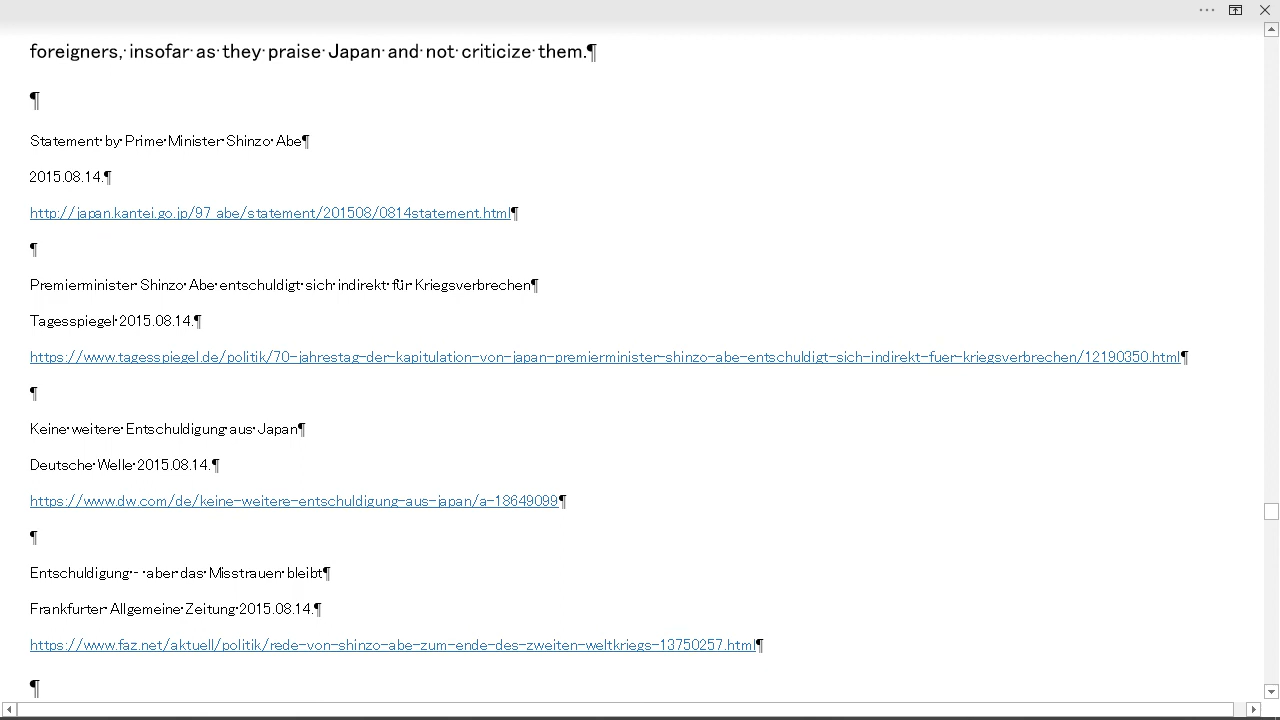 foreigners, insofar as they praise Japan and not criticize them.¶
¶
Statement by Prime Minister Shinzo Abe¶
2015.08.14.¶
http://japan.kantei.go.jp/97_abe/statement/201508/0814statement.html¶
¶
Premierminister Shinzo Abe entschuldigt sich indirekt für Kriegsverbrechen¶
Tagesspiegel 2015.08.14.¶
https://www.tagesspiegel.de/politik/70-jahrestag-der-kapitulation-von-japan-premierminister-shinzo-abe-entschuldigt-sich-indirekt-fuer-kriegsverbrechen/12190350.html¶
¶
Keine weitere Entschuldigung aus Japan¶
Deutsche Welle 2015.08.14.¶
https://www.dw.com/de/keine-weitere-entschuldigung-aus-japan/a-18649099¶
¶
Entschuldigung - aber das Misstrauen bleibt¶
Frankfurter Allgemeine Zeitung 2015.08.14.¶
https://www.faz.net/aktuell/politik/rede-von-shinzo-abe-zum-ende-des-zweiten-weltkriegs-13750257.html¶
¶